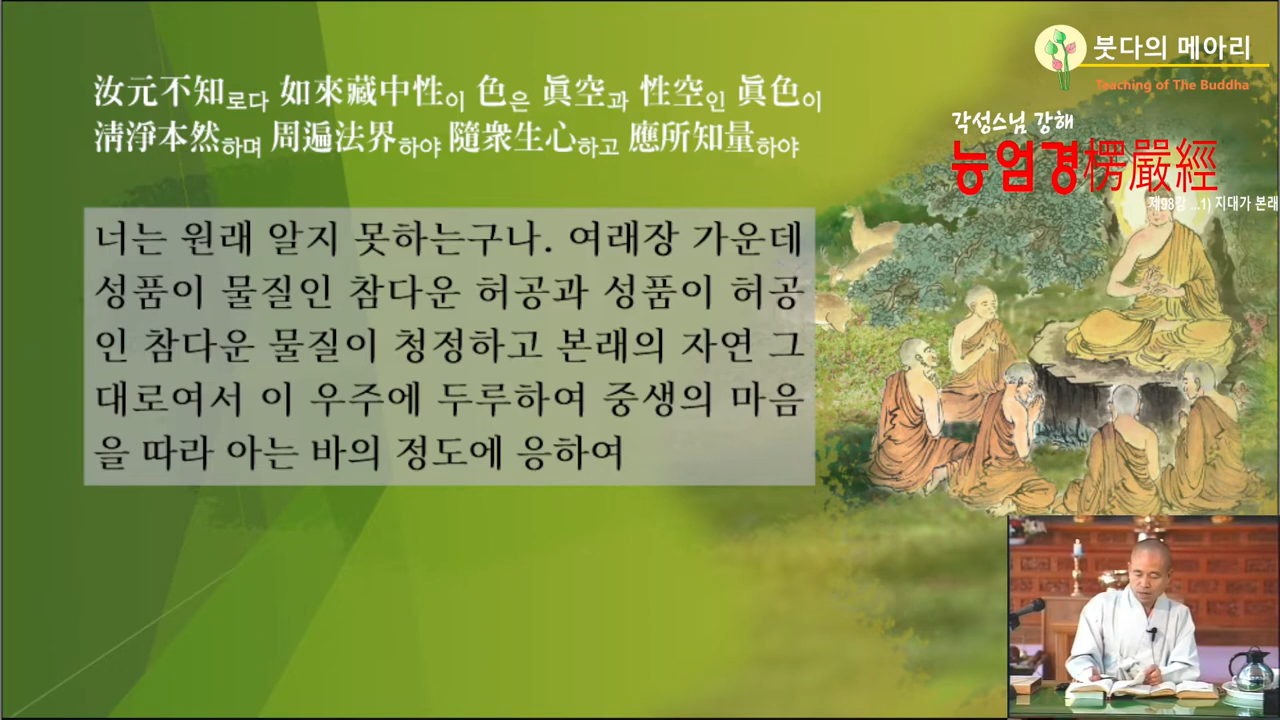 汝元不知로다 如來藏中性이 色은 眞空과 性空인 眞色이
淸淨本然하며 周遍法界하야 隨衆生心하고 應所知量하야
너는 원래 알지 못하는구나. 여래장 가운데
성품이 물질인 참다운 허공과 성품이 허공
인 참다운 물질이 청정하고 본래의 자연 그
대로여서 이 우주에 두루하여 중생의 마음
을 따라 아는 바의 정도에 응하여
붓다의 메아리
Teaching of The Buddha
각성스님 강해
능엄경楞嚴經
제98강 ...1) 지대가 본래